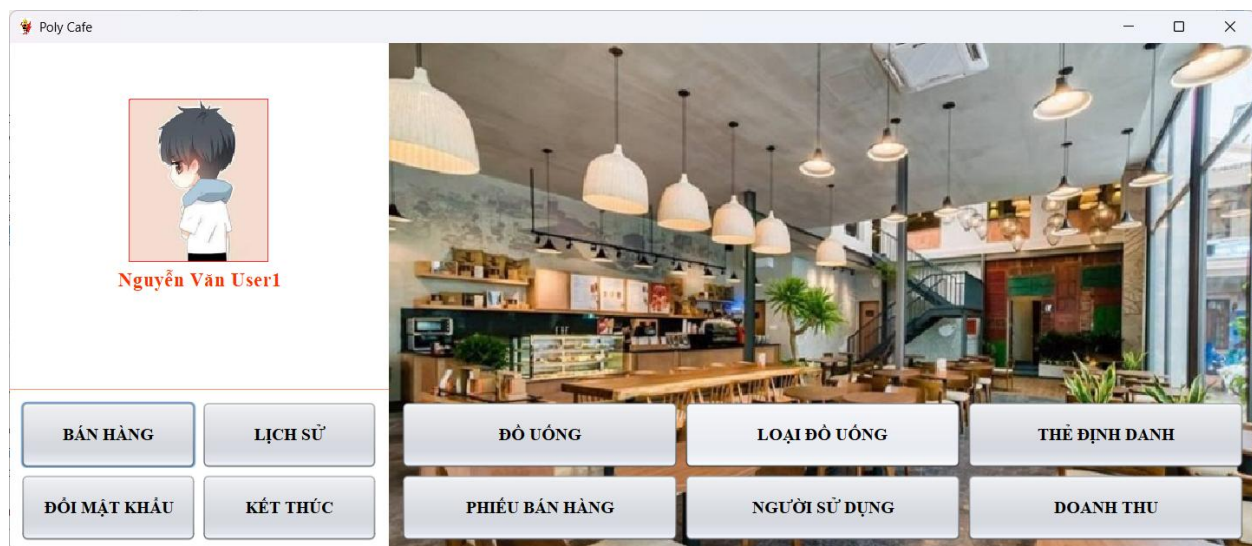 Poly Cafe
Nguyễn Văn User1
BÁN HÀNG
LỊCH SỬ
ĐỒ UỐNG
LOẠI ĐỒ UỐNG
THẺ ĐỊNH DANH
ĐỔI MẬT KHẨU
KẾT THÚC
PHIẾU BÁN HÀNG
NGƯỜI SỬ DỤNG
DOANH THU